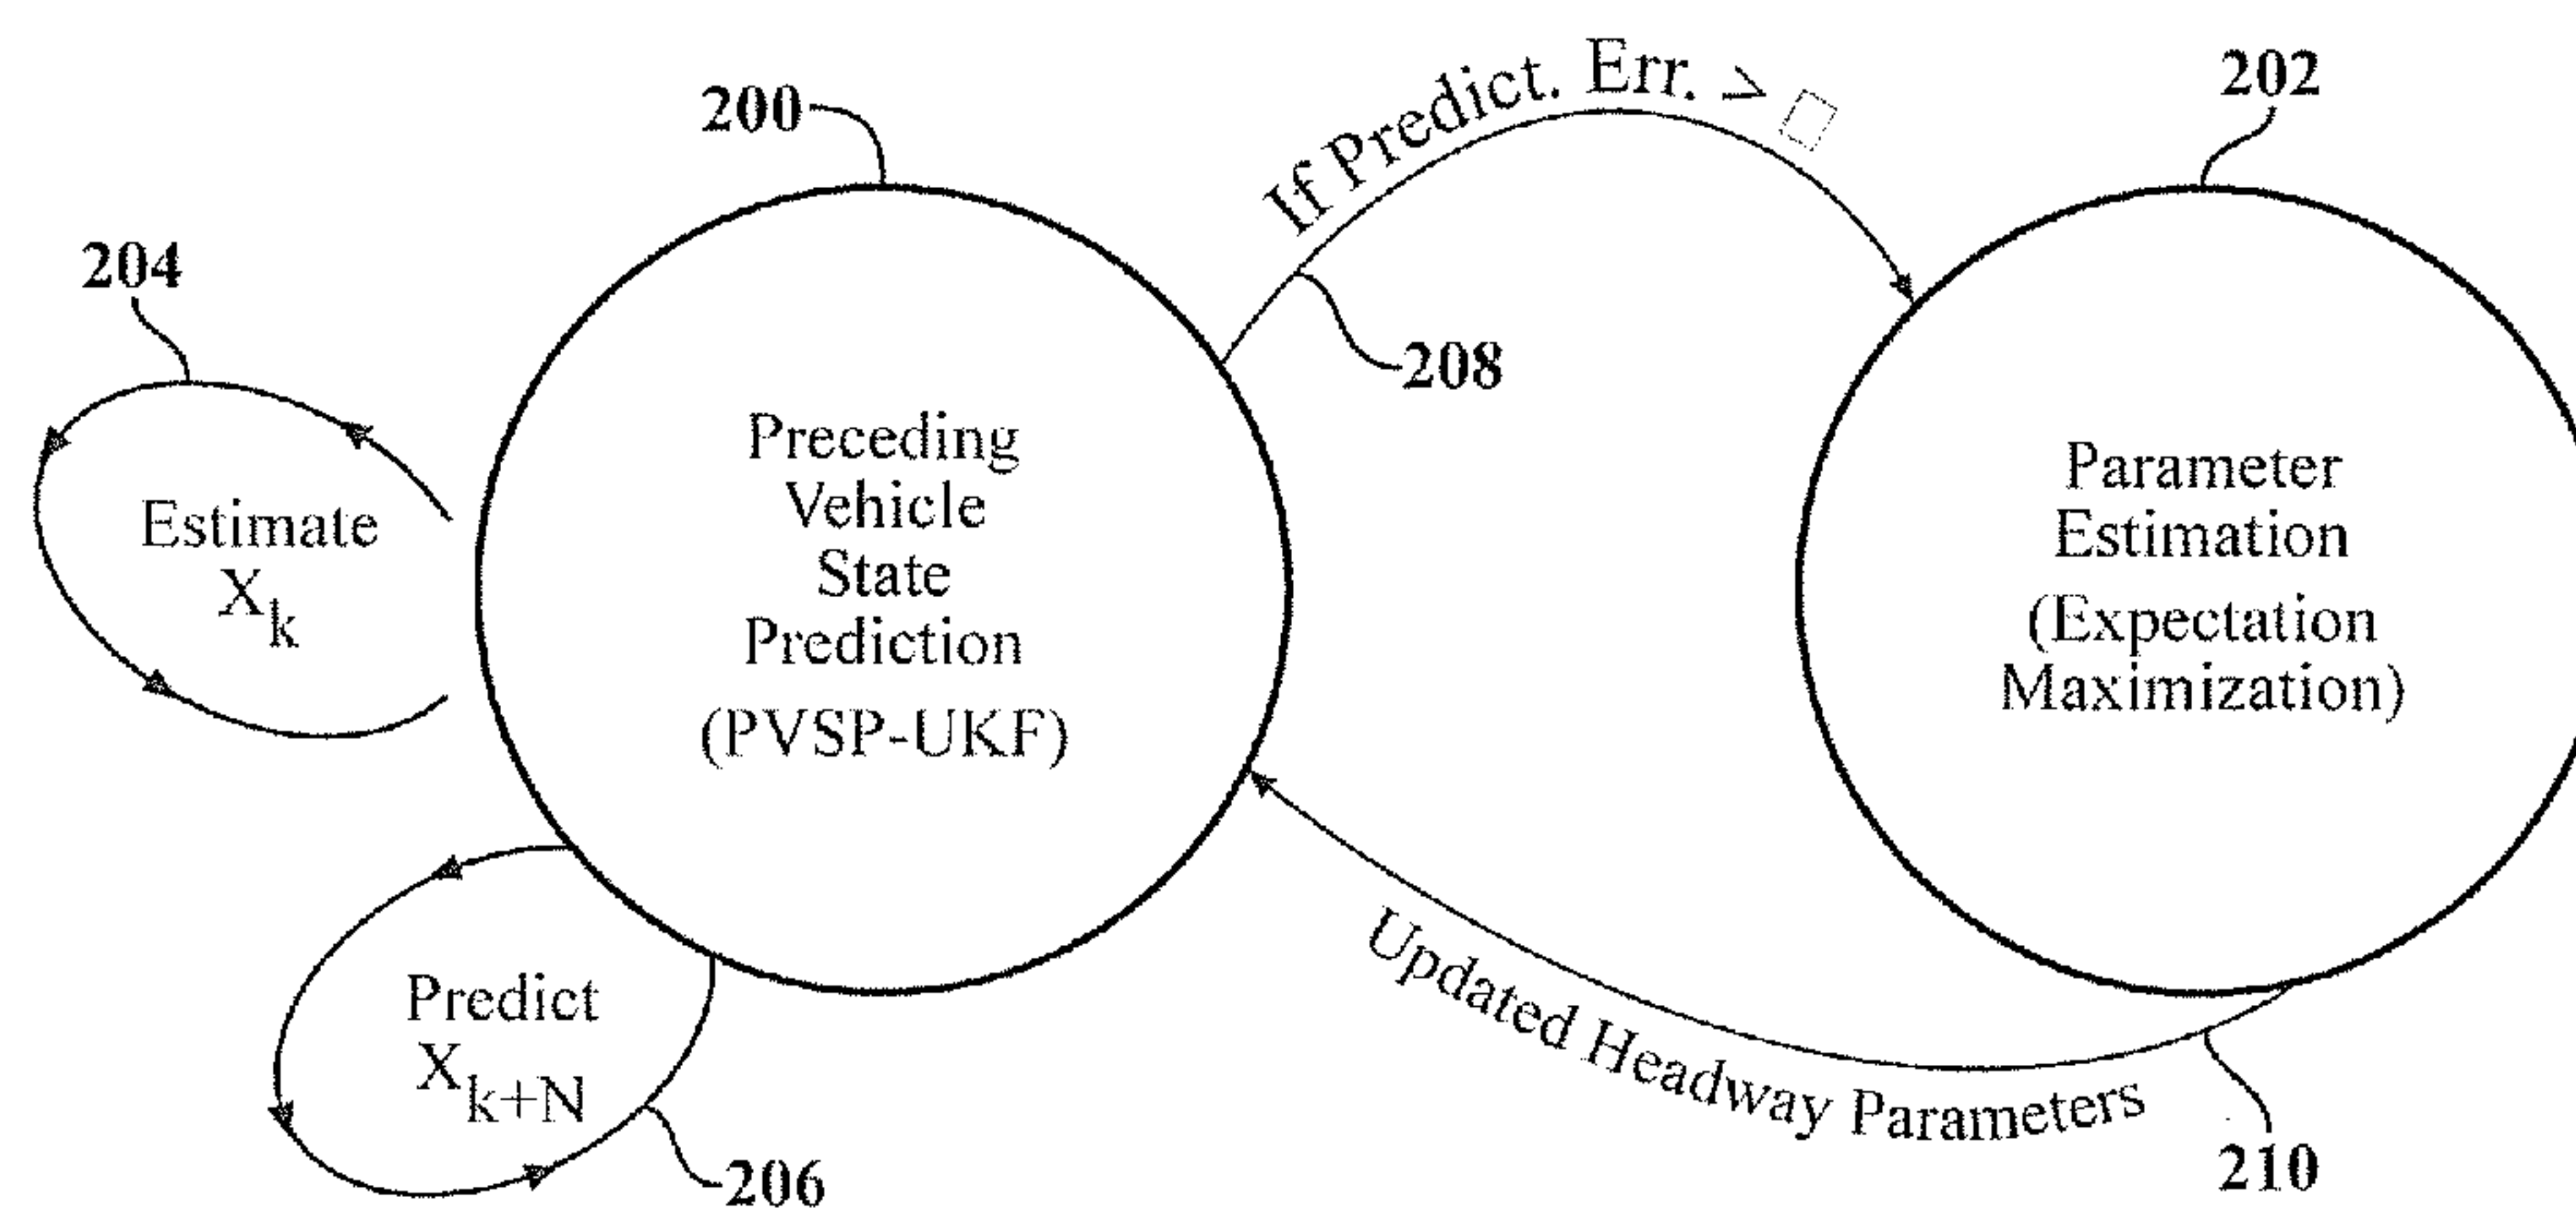 200
If Predict. Err. > □
202
204
208
Estimate
X_k
Preceding
Vehicle
State
Prediction
(PVSP-UKF)
Parameter
Estimation
(Expectation
Maximization)
Predict
X_k+N
Updated Headway Parameters
206
210